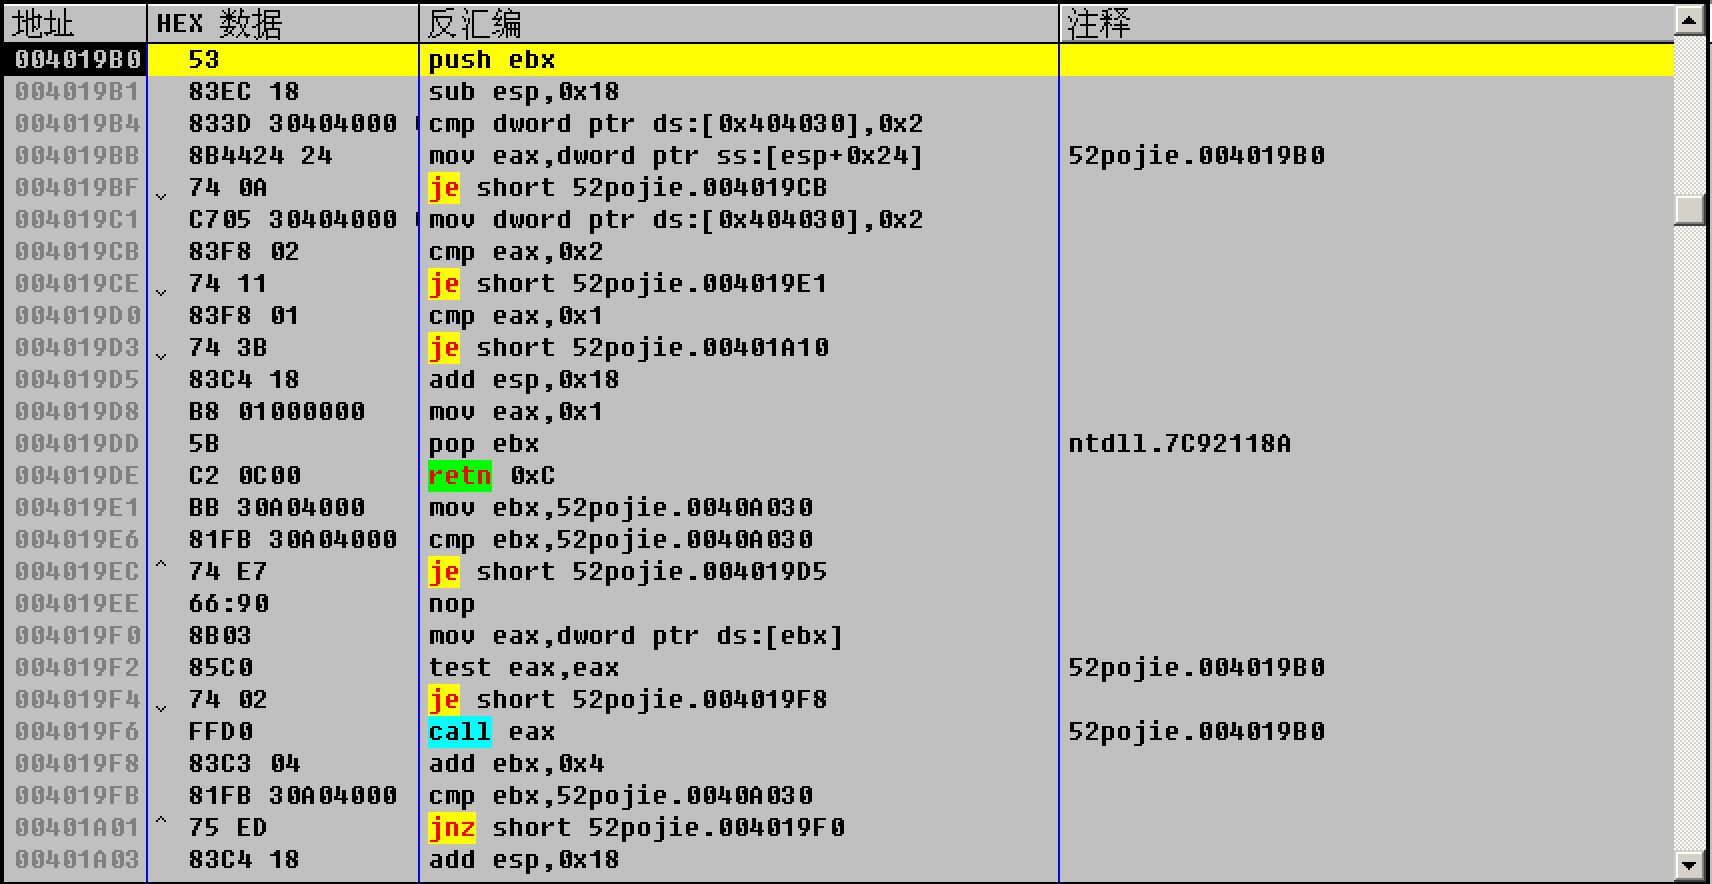 地址 HEX 数据 反汇编 注释
004019B0 53 push ebx
004019B1 83EC 18 sub esp,0x18
004019B4 833D 30404000 cmp dword ptr ds:[0x404030],0x2
004019BB 8B4424 24 mov eax,dword ptr ss:[esp+0x24] 52pojie.004019B0
004019BF 74 0A je short 52pojie.004019CB
004019C1 C705 30404000 mov dword ptr ds:[0x404030],0x2
004019CB 83F8 02 cmp eax,0x2
004019CE 74 11 je short 52pojie.004019E1
004019D0 83F8 01 cmp eax,0x1
004019D3 74 3B je short 52pojie.00401A10
004019D5 83C4 18 add esp,0x18
004019D8 B8 01000000 mov eax,0x1
004019DD 5B pop ebx ntdll.7C92118A
004019DE C2 0C00 retn 0xC
004019E1 BB 30A04000 mov ebx,52pojie.0040A030
004019E6 81FB 30A04000 cmp ebx,52pojie.0040A030
004019EC ^ 74 E7 je short 52pojie.004019D5
004019EE 66:90 nop
004019F0 8B03 mov eax,dword ptr ds:[ebx]
004019F2 85C0 test eax,eax 52pojie.004019B0
004019F4 74 02 je short 52pojie.004019F8
004019F6 FFD0 call eax 52pojie.004019B0
004019F8 83C3 04 add ebx,0x4
004019FB 81FB 30A04000 cmp ebx,52pojie.0040A030
00401A01 ^ 75 ED jnz short 52pojie.004019F0
00401A03 83C4 18 add esp,0x18